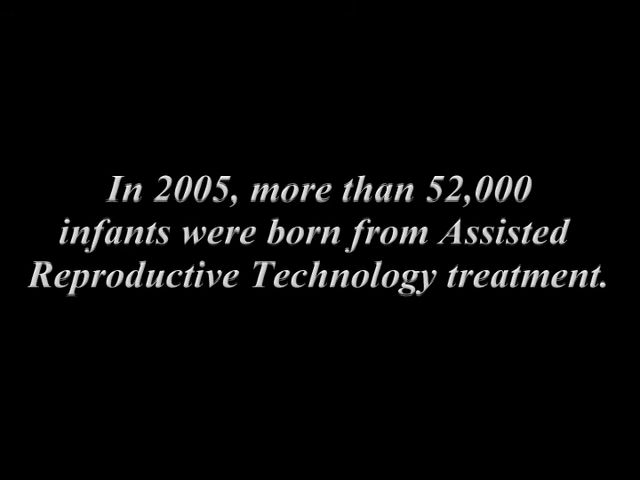 In 2005, more than 52,000
infants were born from Assisted
Reproductive Technology treatment.